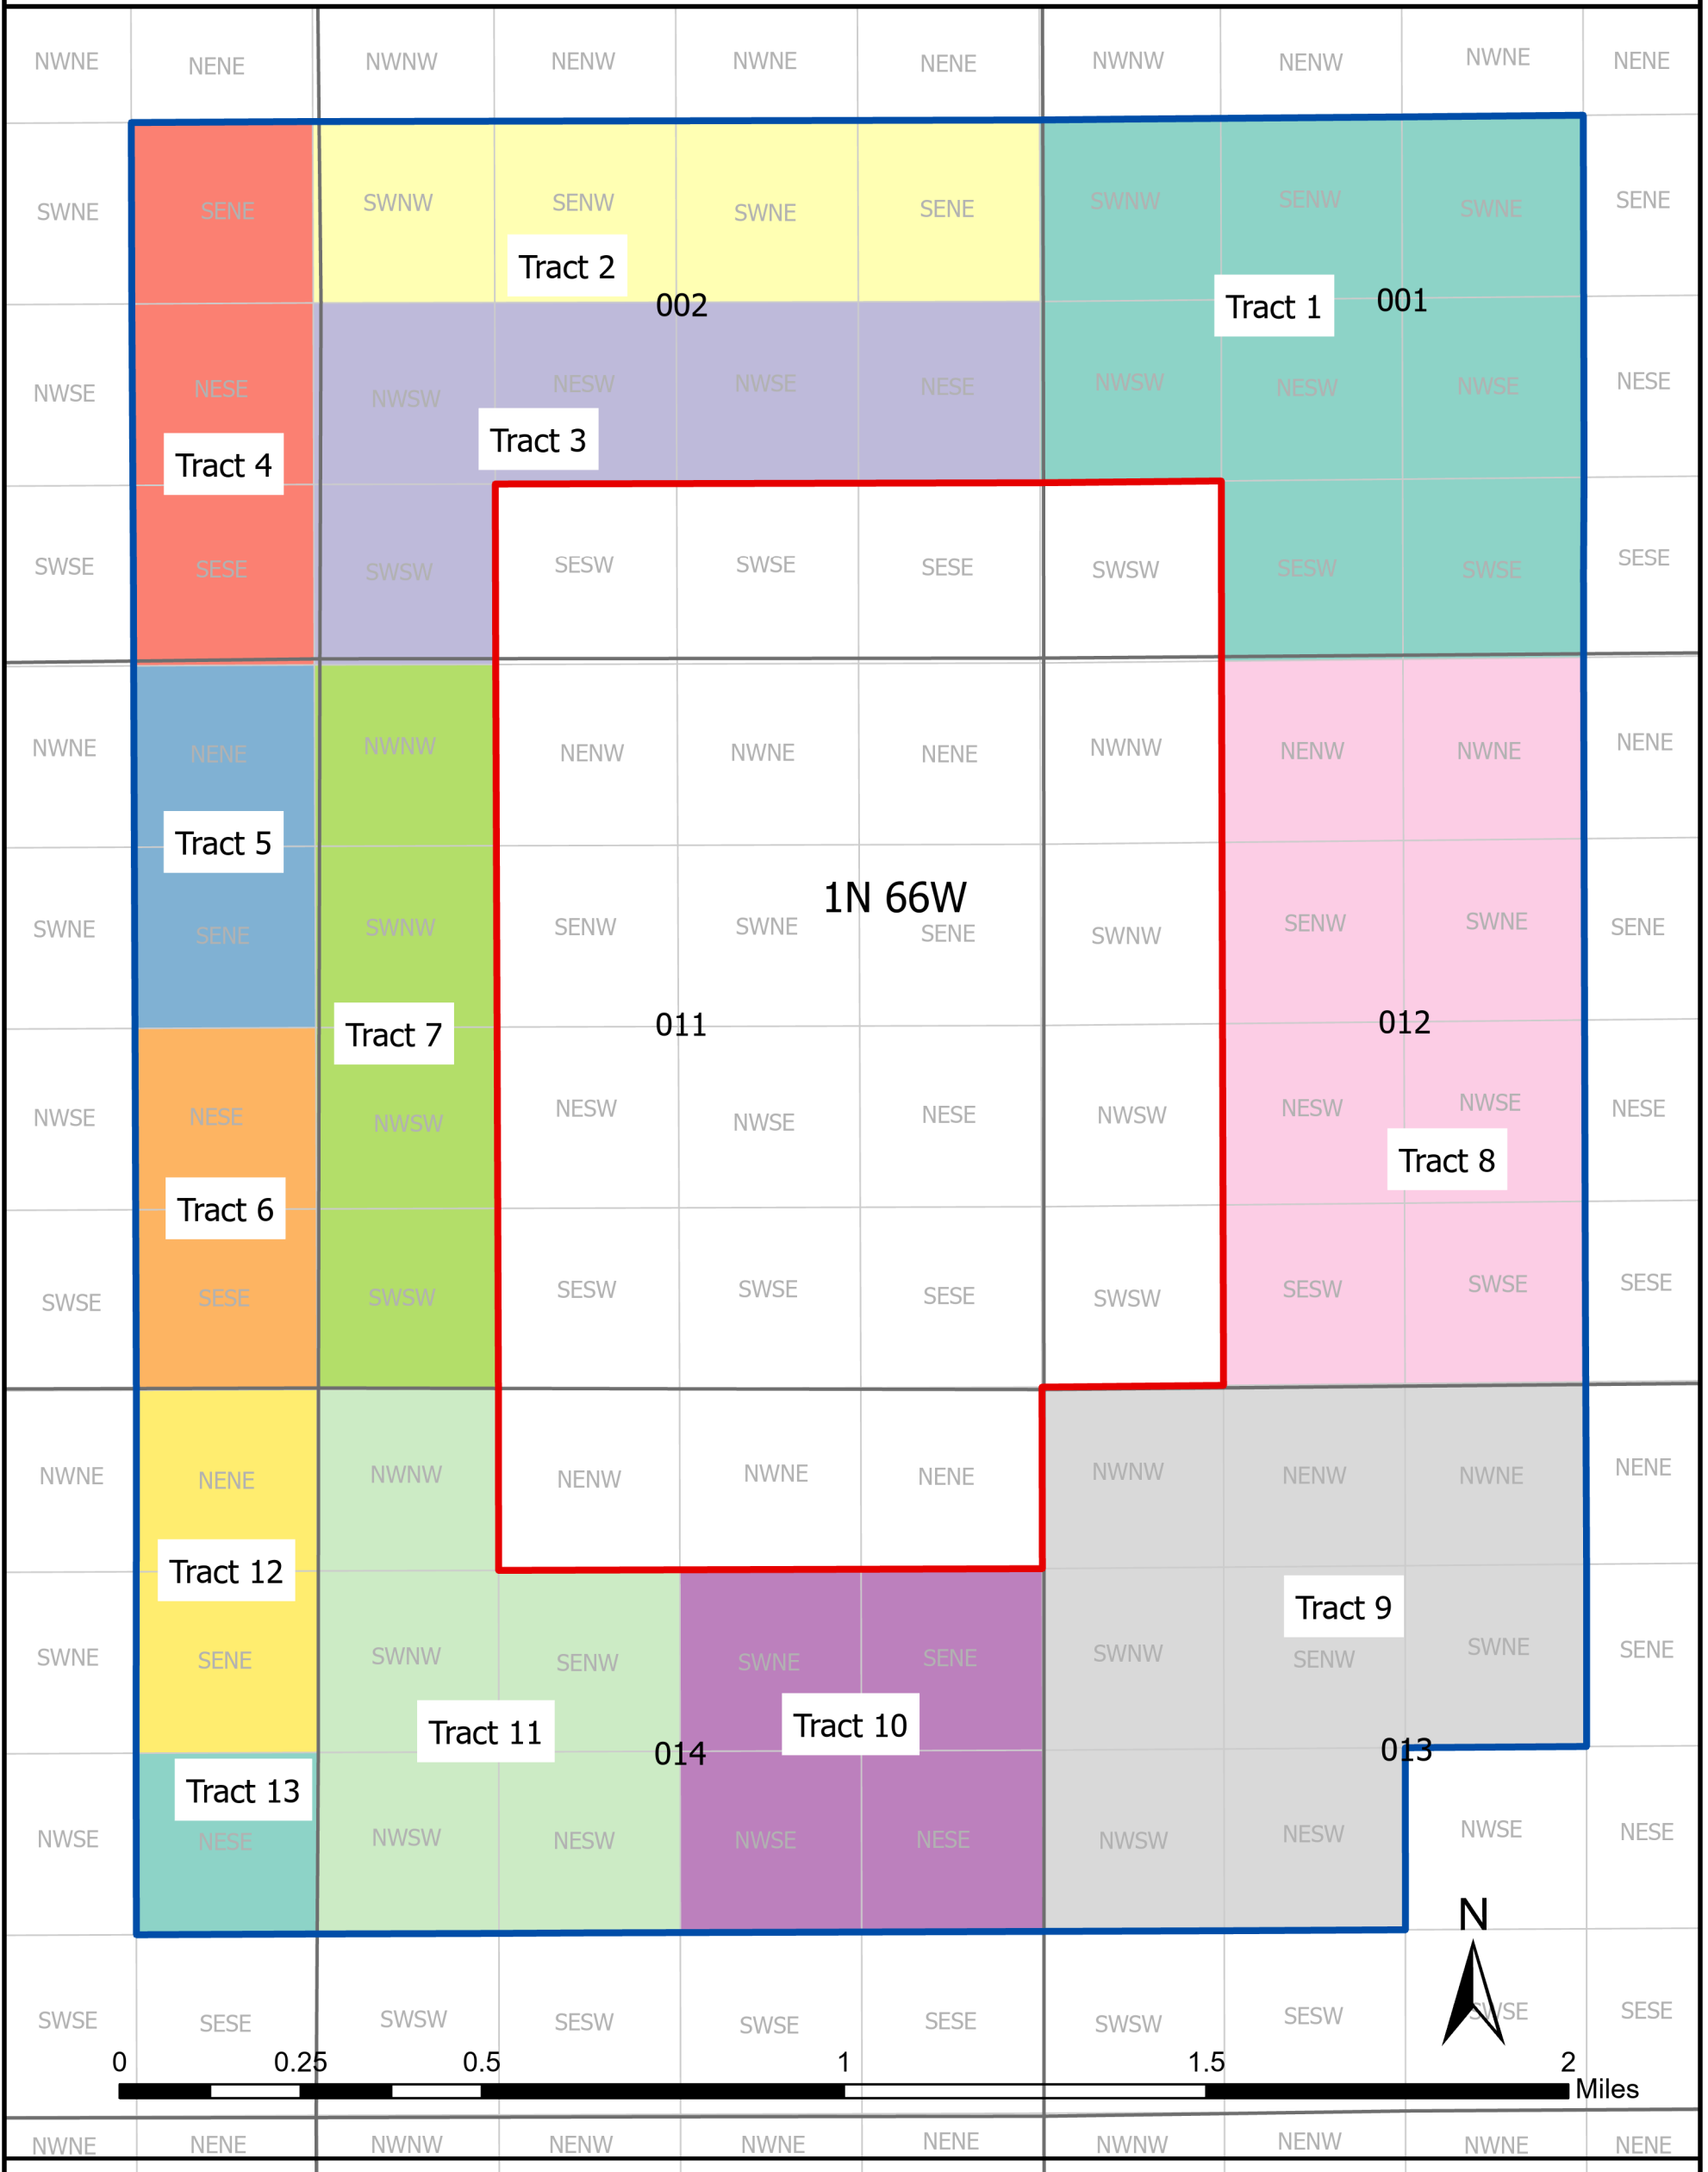 NWNE NENE NWNW NENW NWNE NENE NWNW NENW NWNE NENE
SWNE SENE SWNW SENW SWNE SENE SWNW SENW SWNE SENE
Tract 2
002
Tract 1
001
NWSE NESE NWSW NESW NWSE NESE NWSW NESW NWSE NESE
Tract 4
Tract 3
SWSE SESE SWSW SESW SWSE SESE SWSW SESW SWSE SESE
NWNE NENE NWNW NENW NWNE NENE NWNW NENW NWNE NENE
Tract 5
1N 66W
SWNE SENE SWNW SENW SWNE SENE SWNW SENW SWNE SENE
Tract 7
011
012
NWSE NESE NWSW NESW NWSE NESE NWSW NESW NWSE NESE
Tract 8
Tract 6
SWSE SESE SWSW SESW SWSE SESE SWSW SESW SWSE SESE
NWNE NENE NWNW NENW NWNE NENE NWNW NENW NWNE NENE
Tract 12
Tract 9
SWNE SENE SWNW SENW SWNE SENE SWNW SENW SWNE SENE
Tract 11
014
Tract 10
013
Tract 13
NWSE NESE NWSW NESW NWSE NESE NWSW NESW NWSE NESE
N
SWSE SESE SWSW SESW SWSE SESE SWSW SESW SWSE SESE
0 0.25 0.5 1 1.5 2
Miles
NWNE NENE NWNW NENW NWNE NENE NWNW NENW NWNE NENE